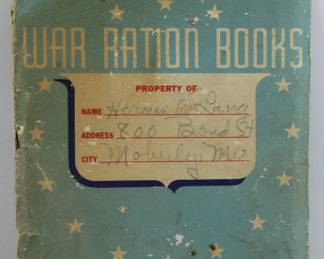 WAR RATION BOOKS
PROPERTY OF
NAME Herman
ADDRESS 800 Bond St
CITY Moberly Mo